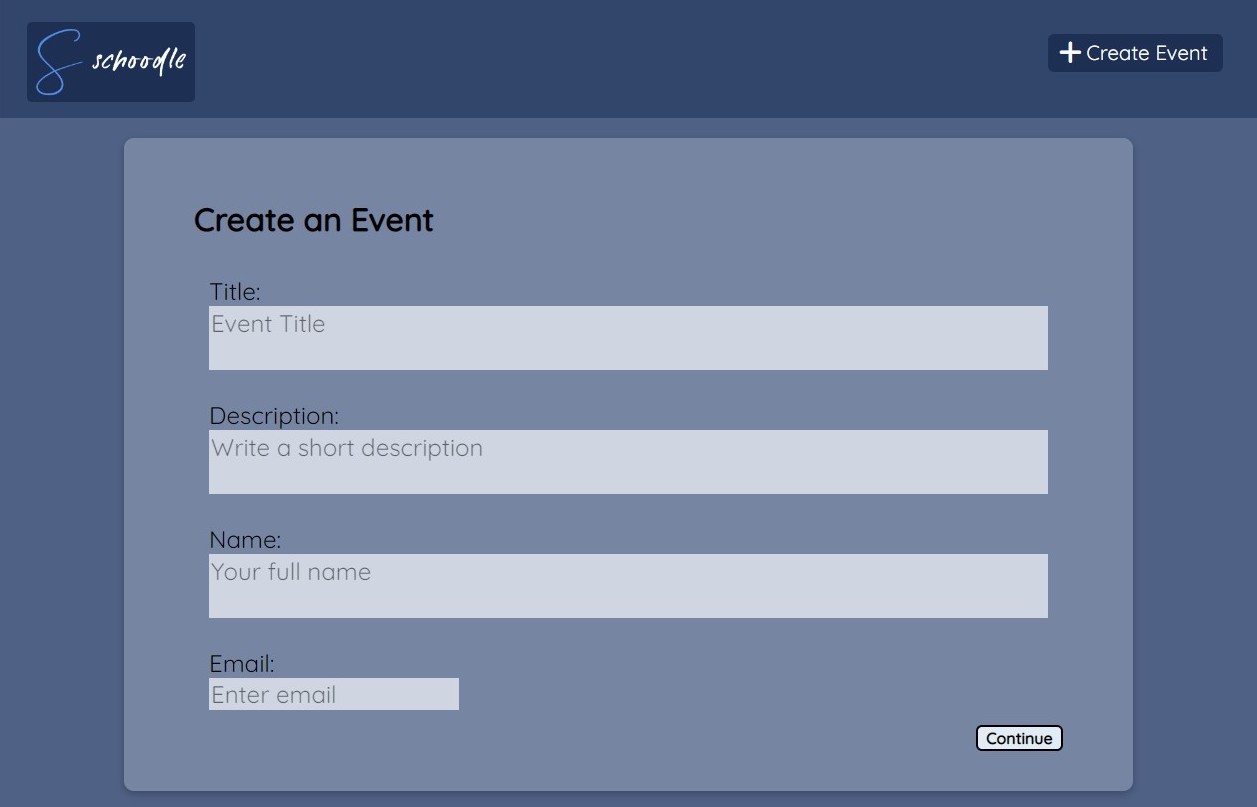 S schoodle
Create Event
Create an Event
Title:
Event Title
Description:
Write a short description
Name:
Your full name
Email:
Enter email
Continue